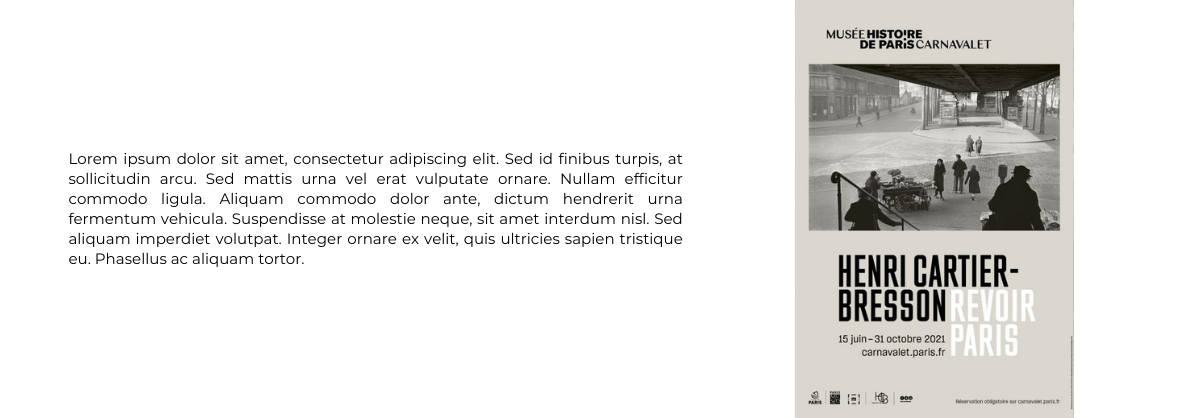 Lorem ipsum dolor sit amet, consectetur adipiscing elit. Sed id finibus turpis, at
sollicitudin arcu. Sed mattis urna vel erat vulputate ornare. Nullam efficitur
commodo ligula. Aliquam commodo dolor ante, dictum hendrerit urna
fermentum vehicula. Suspendisse at molestie neque, sit amet interdum nisl. Sed
aliquam imperdiet volutpat. Integer ornare ex velit, quis ultricies sapien tristique
eu. Phasellus ac aliquam tortor.
MUSÉE HISTOIRE
DE PARIS CARNAVALET
HENRI CARTIER-
BRESSON REVOIR
PARIS
15 juin – 31 octobre 2021
carnavalet.paris.fr
PARIS
Réservation obligatoire sur carnavalet.paris.fr